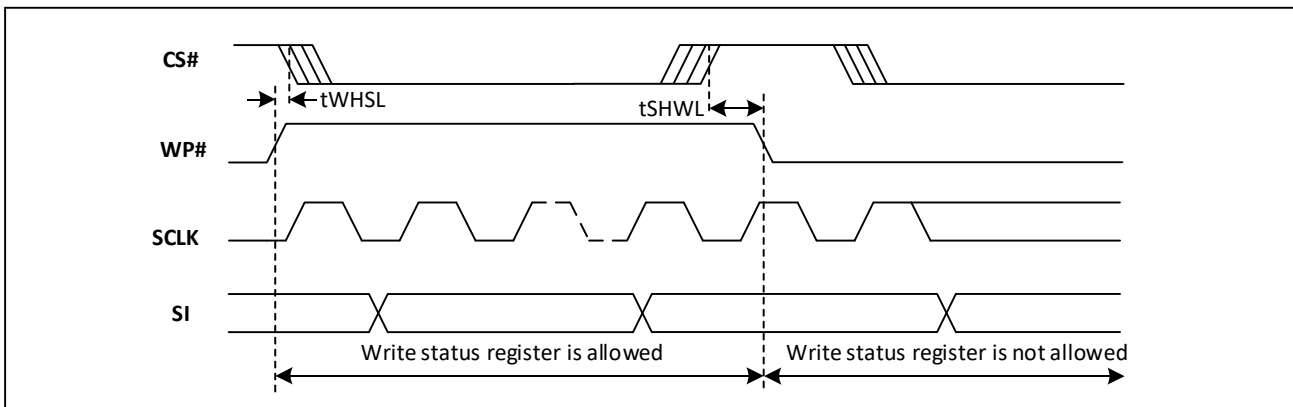 CS#
tWHSL
tSHWL
WP#
SCLK
SI
Write status register is allowed
Write status register is not allowed